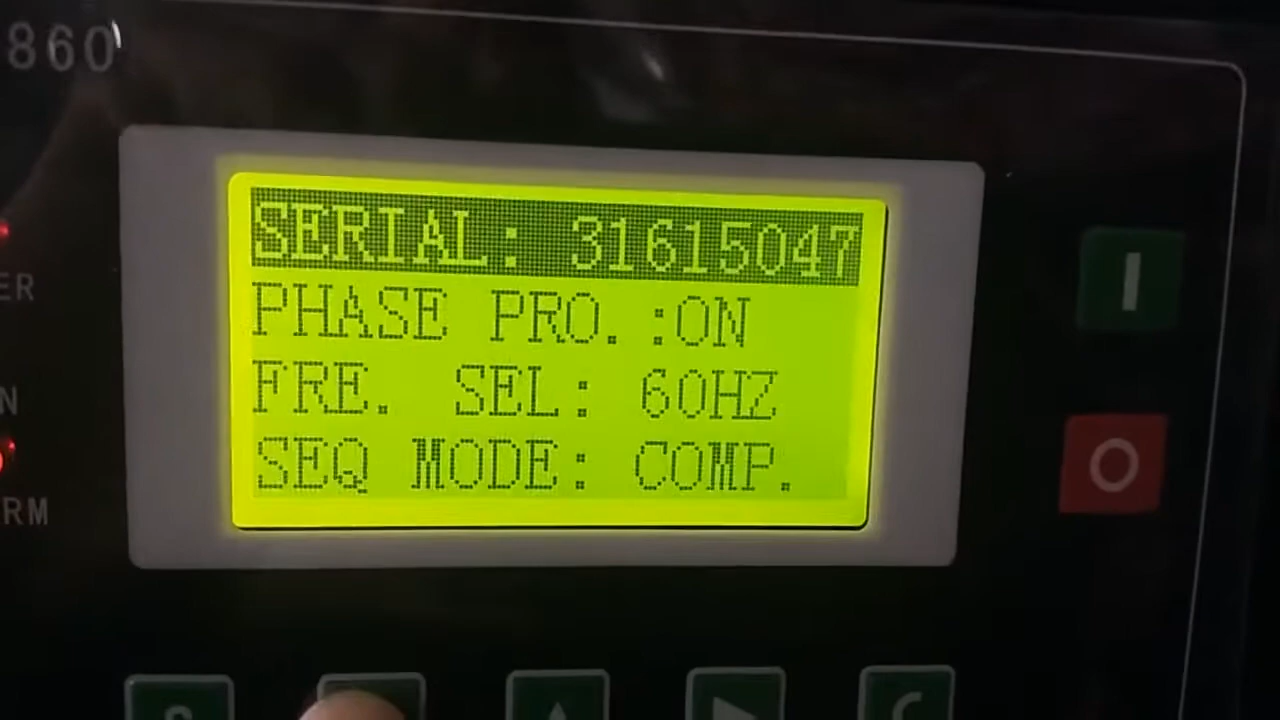 860
SERIAL: 31615047
PHASE PRO.:ON
FRE. SEL: 60HZ
SEQ MODE: COMP.
ER
N
RM